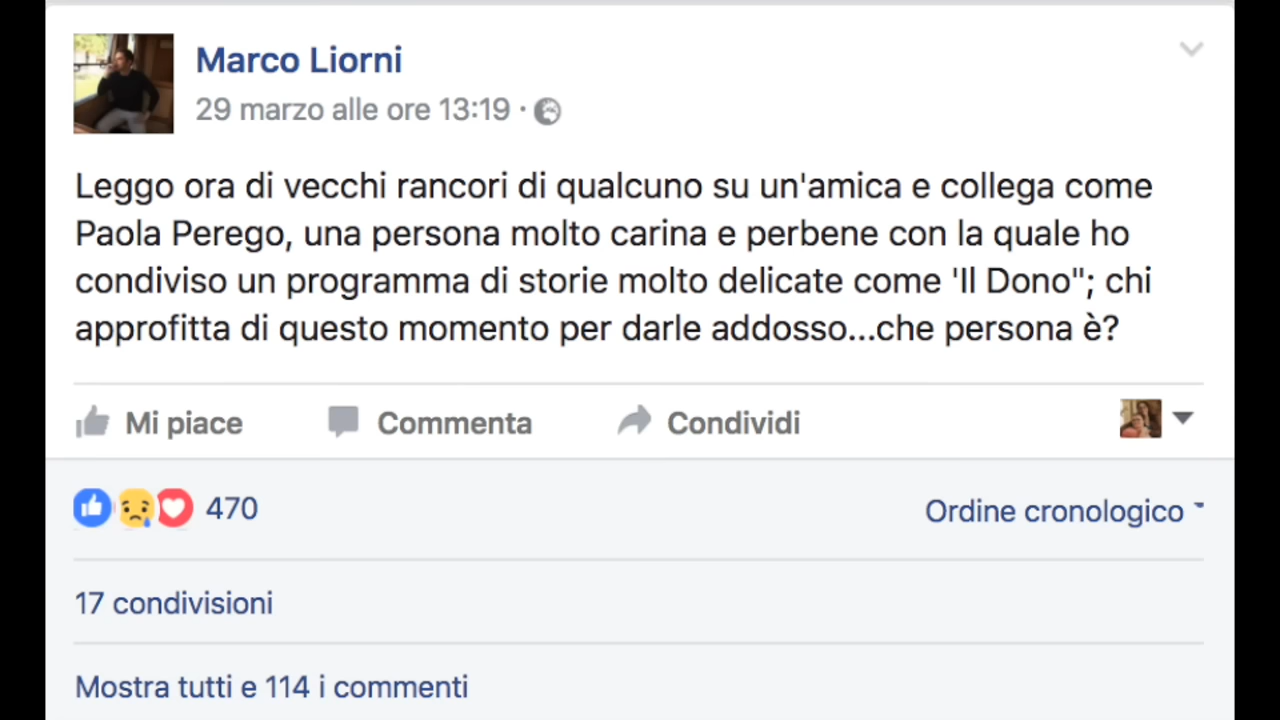 Marco Liorni
29 marzo alle ore 13:19 ·
Leggo ora di vecchi rancori di qualcuno su un'amica e collega come
Paola Perego, una persona molto carina e perbene con la quale ho
condiviso un programma di storie molto delicate come 'Il Dono"; chi
approfitta di questo momento per darle addosso...che persona è?
Mi piace Commenta Condividi
470 Ordine cronologico
17 condivisioni
Mostra tutti e 114 i commenti